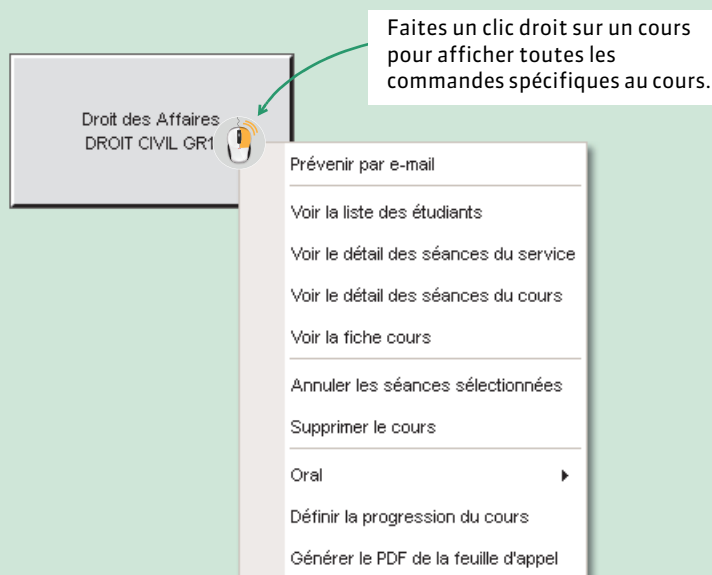 Faites un clic droit sur un cours
pour afficher toutes les
commandes spécifiques au cours.
Droit des Affaires
DROIT CIVIL GR1
Prévenir par e-mail
Voir la liste des étudiants
Voir le détail des séances du service
Voir le détail des séances du cours
Voir la fiche cours
Annuler les séances sélectionnées
Supprimer le cours
Oral
Définir la progression du cours
Générer le PDF de la feuille d'appel